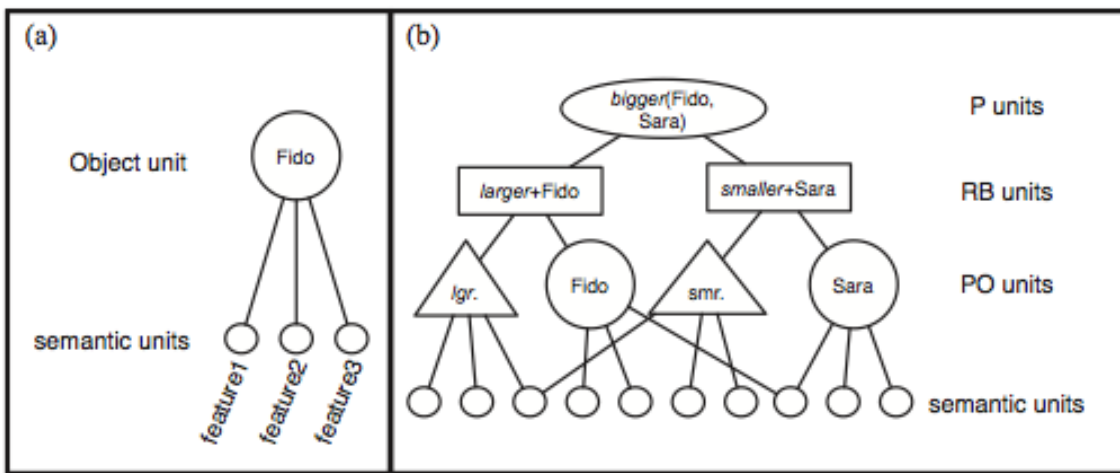 (a)
Object unit
Fido
semantic units
feature1
feature2
feature3
(b)
bigger(Fido,
Sara)
P units
larger+Fido
smaller+Sara
RB units
lgr.
Fido
smr.
Sara
PO units
semantic units